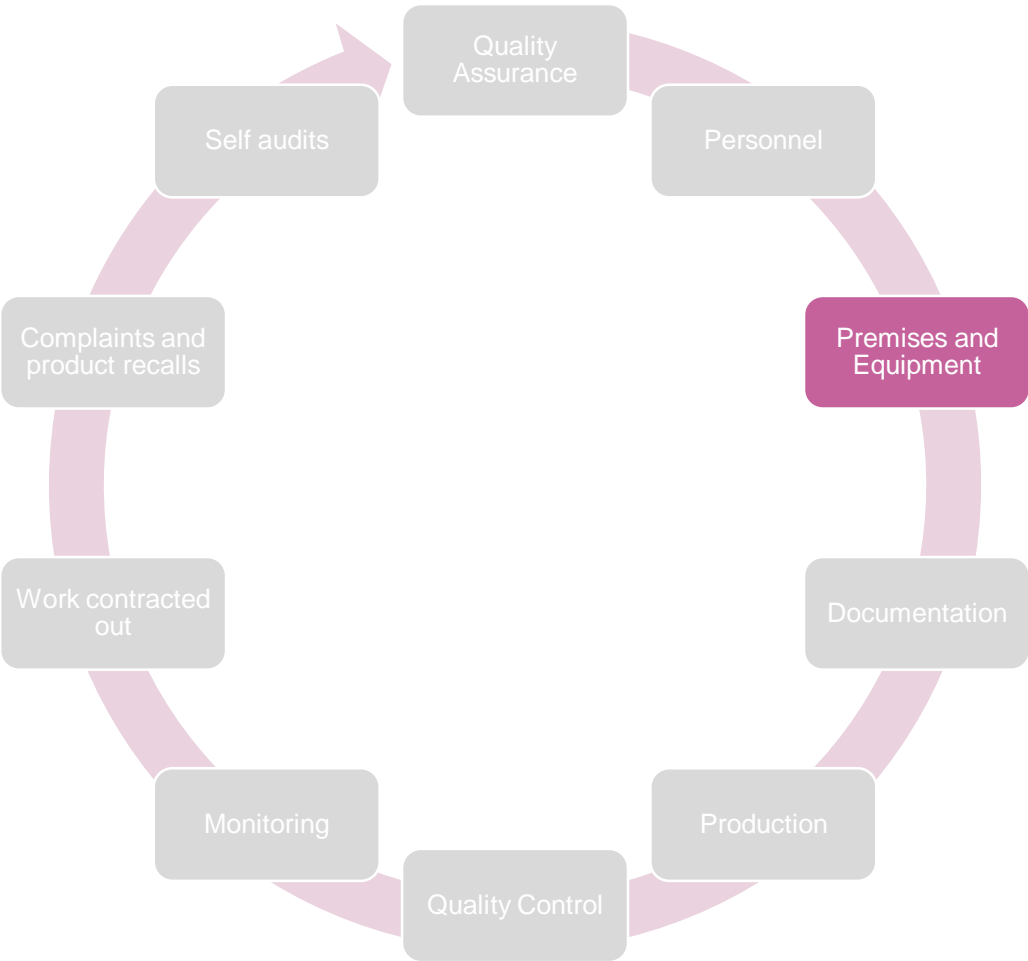 Quality
Assurance
Personnel
Premises and
Equipment
Documentation
Production
Quality Control
Monitoring
Work contracted
out
Complaints and
product recalls
Self audits